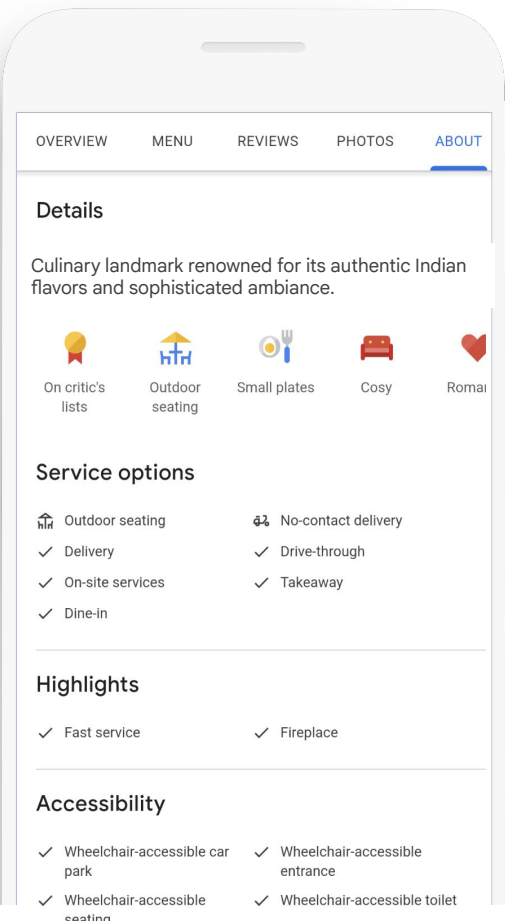 OVERVIEW MENU REVIEWS PHOTOS ABOUT
Details
Culinary landmark renowned for its authentic Indian
flavors and sophisticated ambiance.
On critic's
lists
Outdoor
seating
Small plates
Cosy
Service options
Outdoor seating
No-contact delivery
Delivery
Drive-through
On-site services
Takeaway
Dine-in
Highlights
Fast service
Fireplace
Accessibility
Wheelchair-accessible car
park
Wheelchair-accessible
entrance
Wheelchair-accessible
seating
Wheelchair-accessible toilet